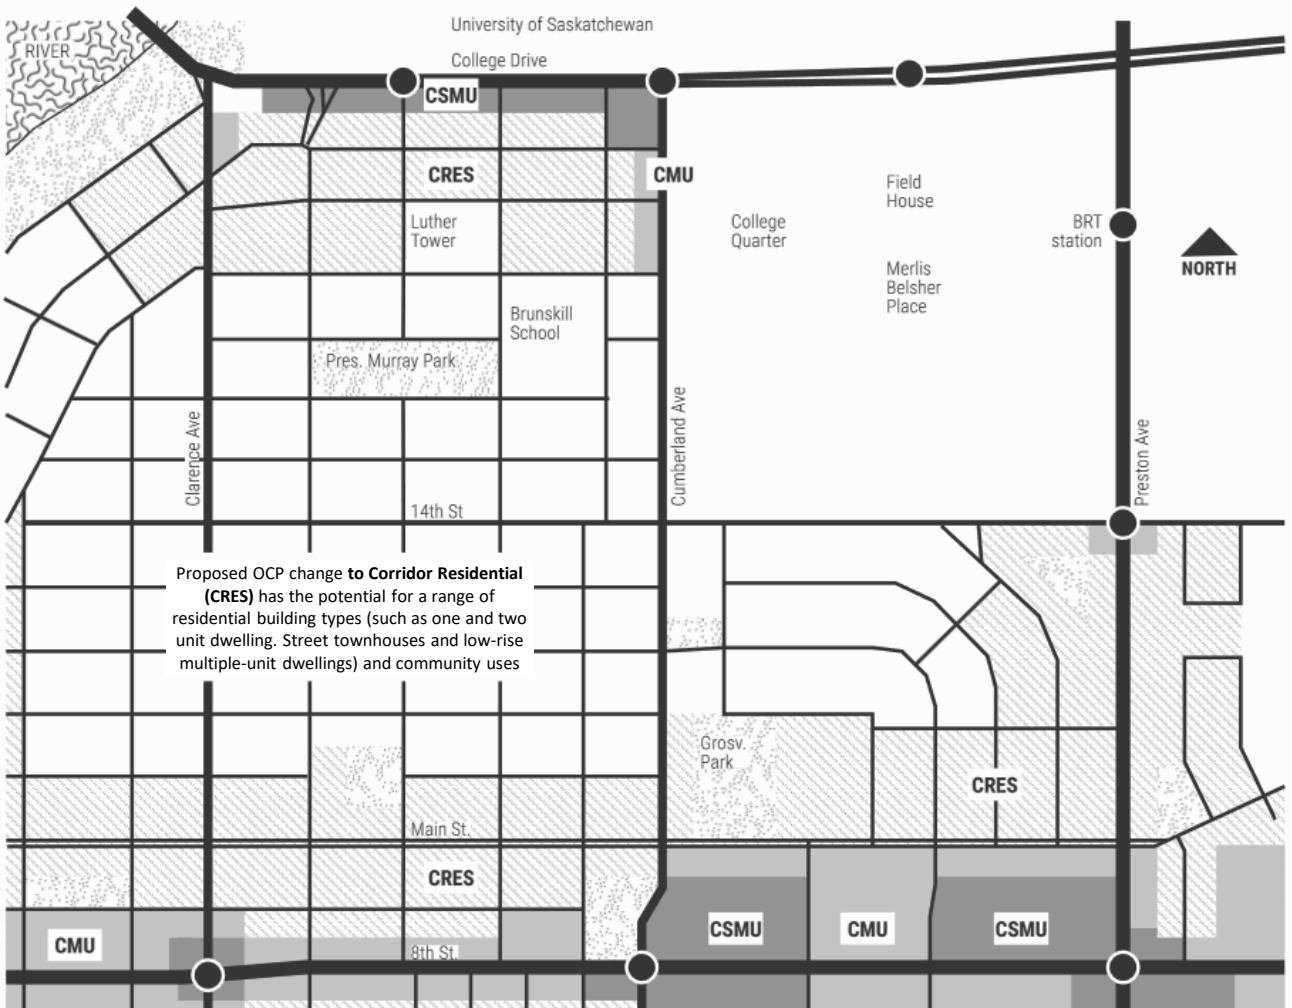 University of Saskatchewan
RIVER
College Drive
CSMU
CRES
CMU
Field
House
Luther
Tower
College
Quarter
BRT
station
NORTH
Merlis
Belsher
Place
Brunskill
School
Pres. Murray Park
Clarence Ave
Cumberland Ave
Preston Ave
14th St
Proposed OCP change to Corridor Residential
(CRES) has the potential for a range of
residential building types (such as one and two
unit dwelling. Street townhouses and low-rise
multiple-unit dwellings) and community uses
Grosv.
Park
CRES
Main St.
CRES
CSMU
CMU
CSMU
CMU
8th St.